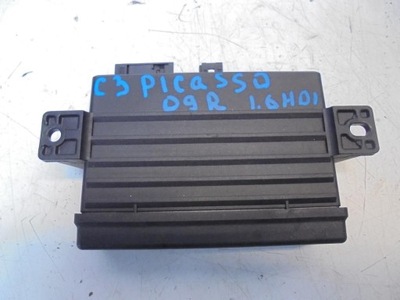 C3 PICaSSO
09R 1.6HDI